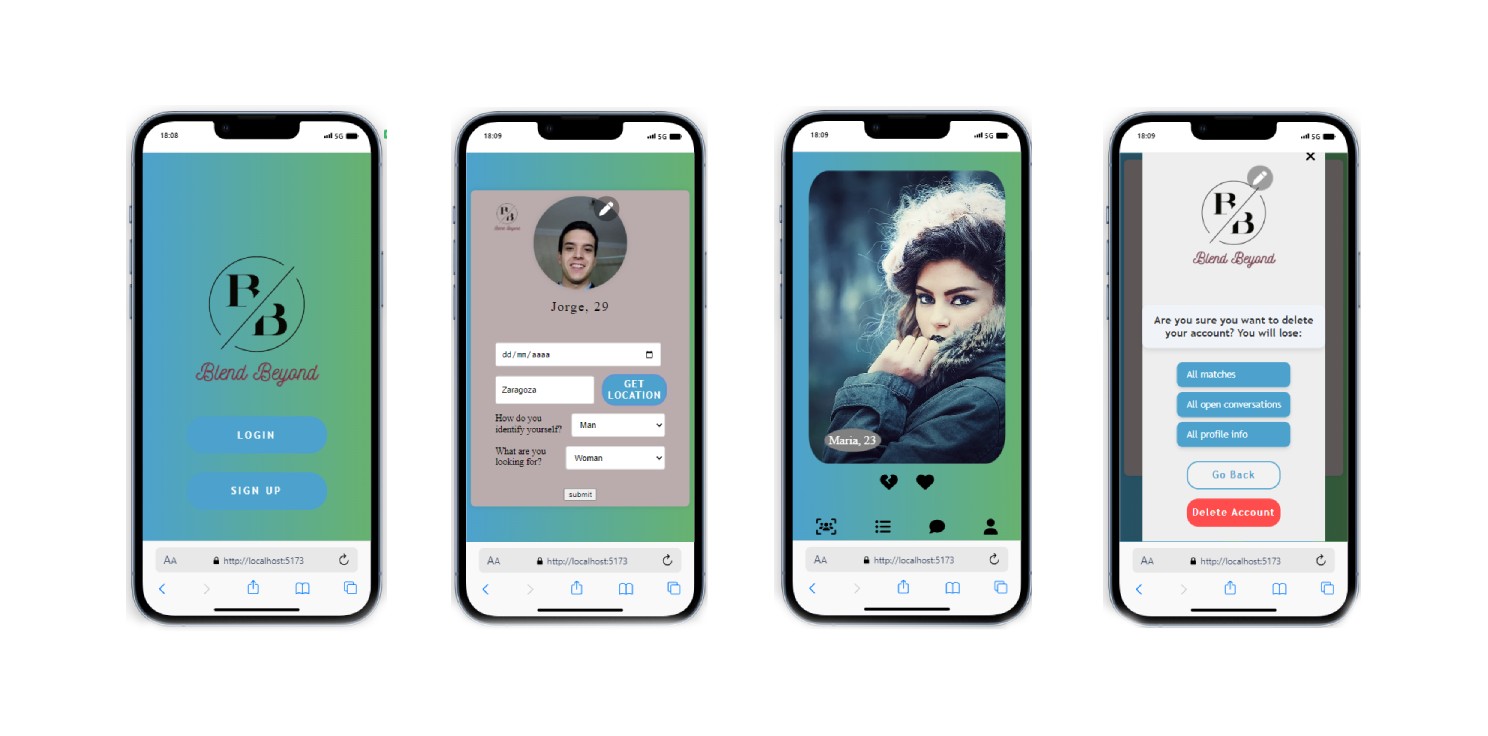 18:08
5G
B
B
Blend Beyond
LOGIN
SIGN UP
AA
http://localhost:5173
18:09
5G
B
B
Blend Beyond
Jorge, 29
dd/mm/aaaa
Zaragoza
GET
LOCATION
How do you
identify yourself?
Man
What are you
looking for?
Woman
submit
AA
http://localhost:5173
18:09
5G
Maria, 23
AA
http://localhost:5173
18:09
5G
B
B
Blend Beyond
Are you sure you want to delete
your account? You will lose:
All matches
All open conversations
All profile info
Go Back
Delete Account
AA
http://localhost:5173